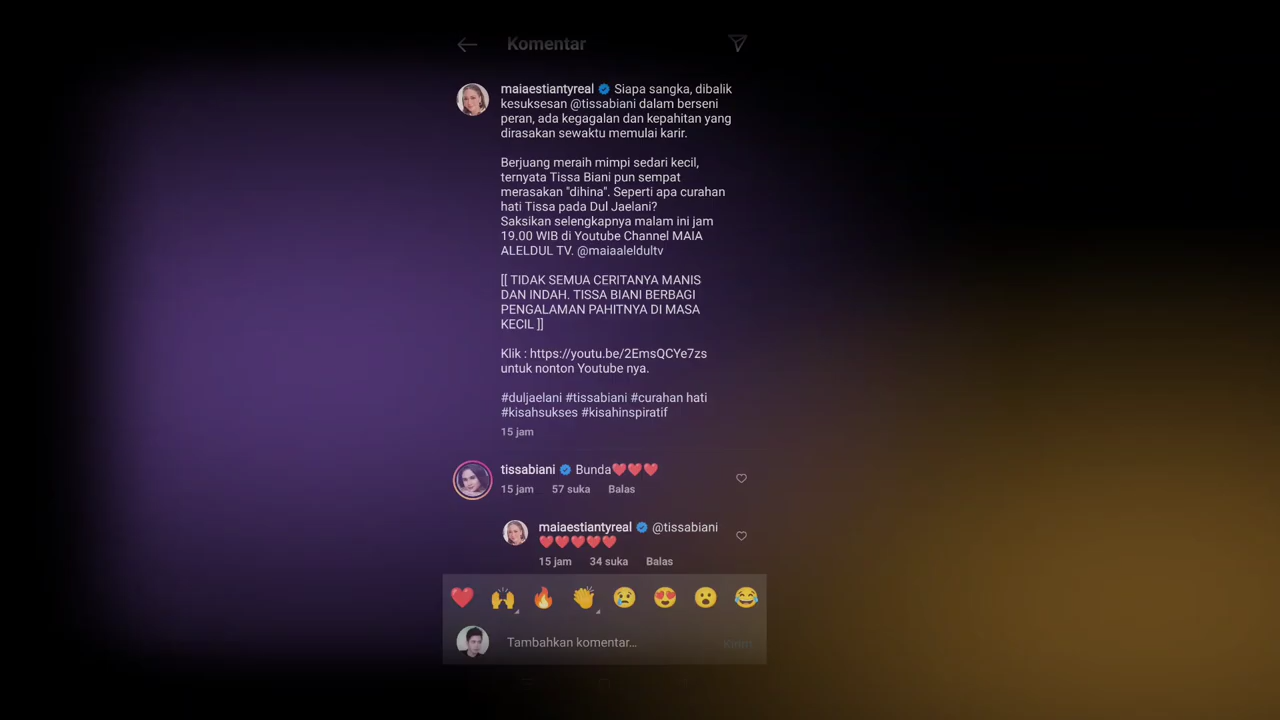 Komentar
maiaestiantyreal Siapa sangka, dibalik
kesuksesan @tissabiani dalam berseni
peran, ada kegagalan dan kepahitan yang
dirasakan sewaktu memulai karir.
Berjuang meraih mimpi sedari kecil,
ternyata Tissa Biani pun sempat
merasakan "dihina". Seperti apa curahan
hati Tissa pada Dul Jaelani?
Saksikan selengkapnya malam ini jam
19.00 WIB di Youtube Channel MAIA
ALELDUL TV. @maiaaleldultv
[[ TIDAK SEMUA CERITANYA MANIS
DAN INDAH. TISSA BIANI BERBAGI
PENGALAMAN PAHITNYA DI MASA
KECIL ]]
Klik : https://youtu.be/2EmsQCYe7zs
untuk nonton Youtube nya.
#duljaelani #tissabiani #curahan hati
#kisahsukses #kisahinspiratif
15 jam
tissabiani Bunda❤️❤️❤️
15 jam 57 suka Balas
maiaestiantyreal @tissabiani
❤️❤️❤️❤️❤️
15 jam 34 suka Balas
Tambahkan komentar... Kirim